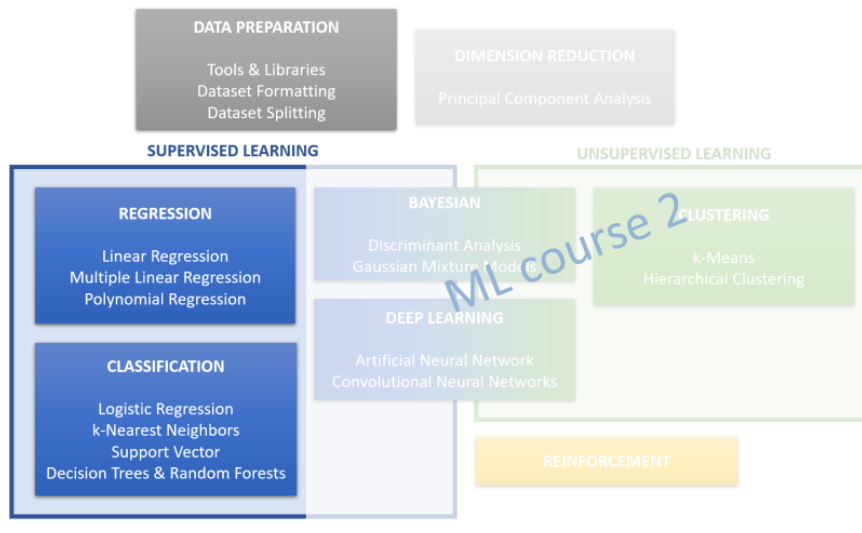 DATA PREPARATION
Tools & Libraries
Dataset Formatting
Dataset Splitting
DIMENSION REDUCTION
Principal Component Analysis
SUPERVISED LEARNING
UNSUPERVISED LEARNING
REGRESSION
Linear Regression
Multiple Linear Regression
Polynomial Regression
BAYESIAN
Discriminant Analysis
Gaussian Mixture Models
CLUSTERING
k-Means
Hierarchical Clustering
ML course 2
DEEP LEARNING
Artificial Neural Network
Convolutional Neural Networks
CLASSIFICATION
Logistic Regression
k-Nearest Neighbors
Support Vector
Decision Trees & Random Forests
REINFORCEMENT